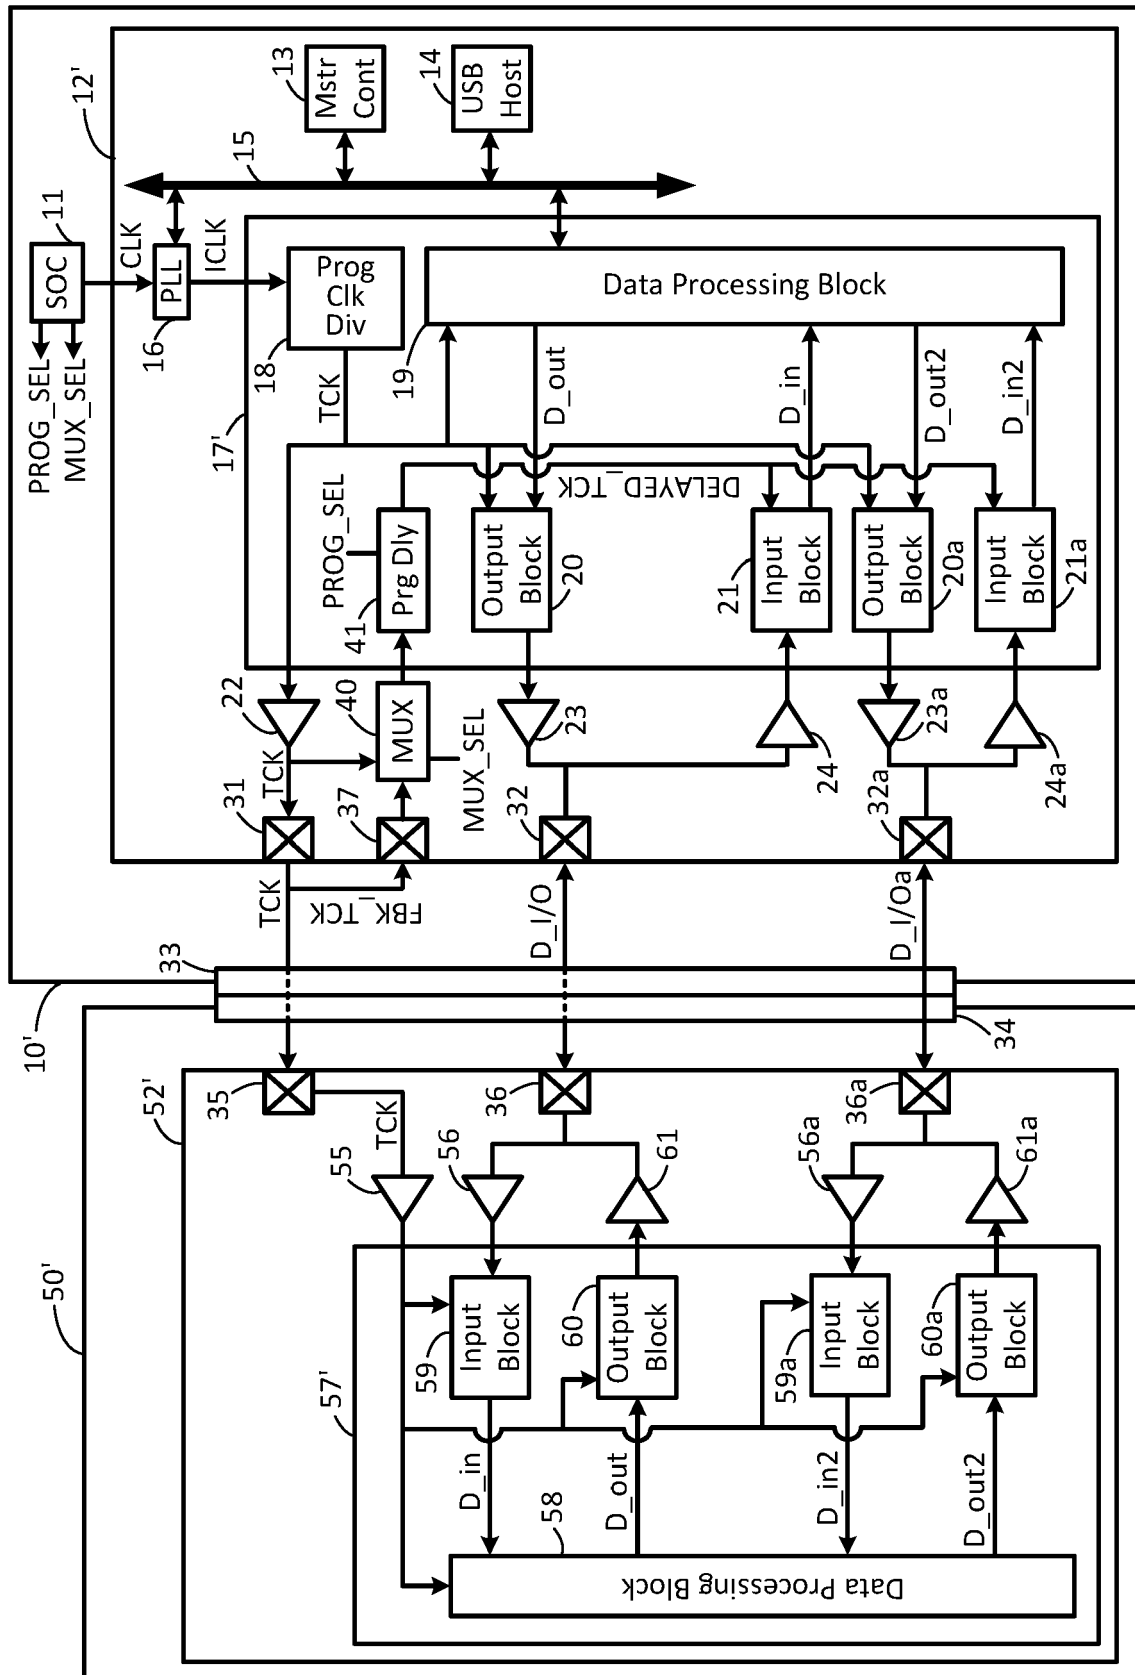 10'
12'
SOC
11
PROG_SEL
MUX_SEL
CLK
PLL
16
ICLK
15
Mstr
Cont
13
USB
Host
14
17'
Prog
Clk
Div
18
TCK
Data Processing Block
19
D_out
D_in
D_out2
D_in2
PROG_SEL
Prg Dly
41
DELAYED_TCK
Output
Block
20
Input
Block
21
Output
Block
20a
Input
Block
21a
22
TCK
MUX
40
MUX_SEL
23
24
23a
24a
31
37
32
32a
TCK
FBK_TCK
D_I/O
D_I/Oa
33
34
50'
52'
35
36
36a
TCK
55
56
61
56a
61a
57'
Input
Block
59
Output
Block
60
Input
Block
59a
Output
Block
60a
D_in
D_out
D_in2
D_out2
58
Data Processing Block